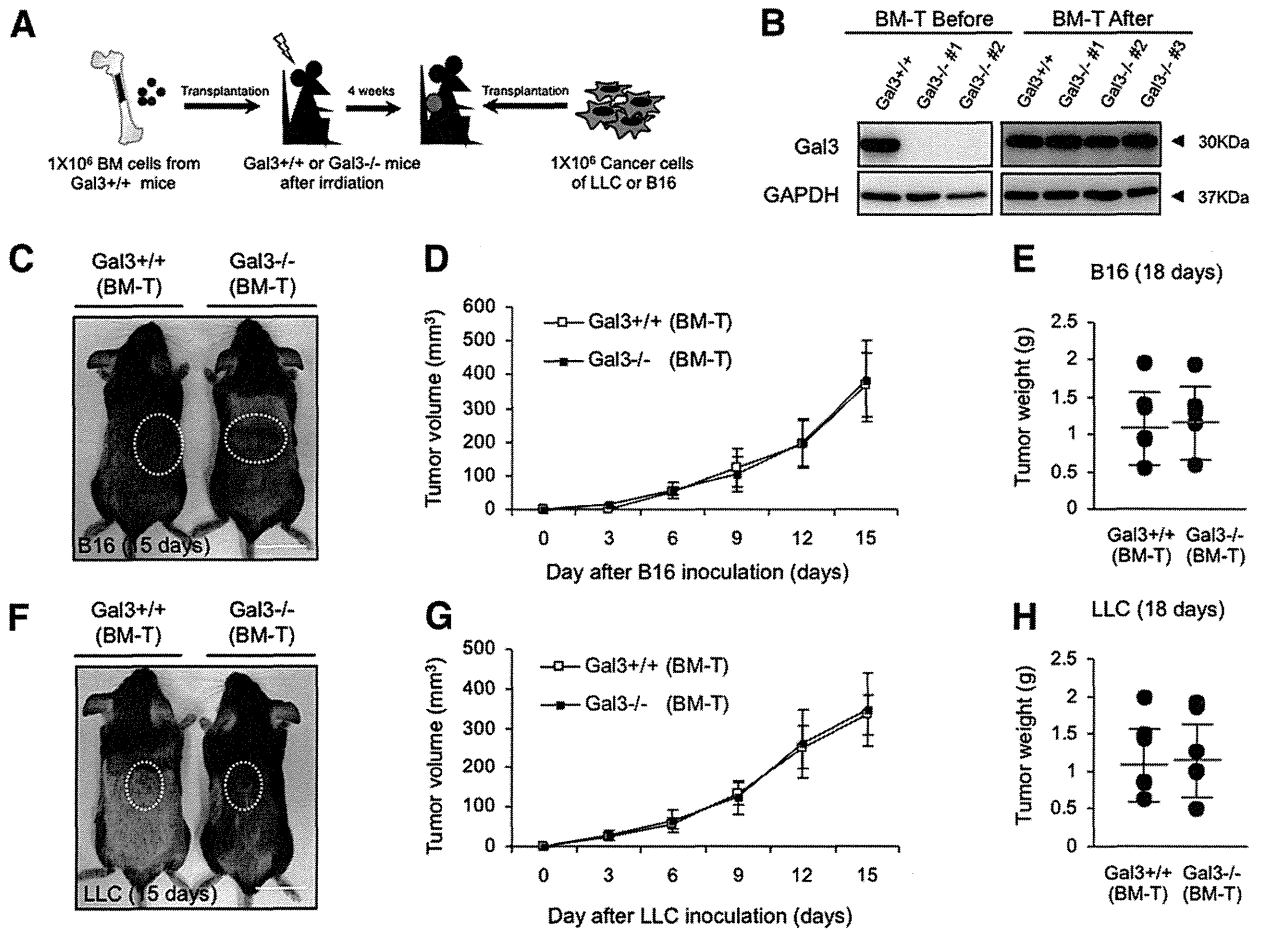 A
Transplantation
4 weeks
Transplantation
1X10⁶ BM cells from
Gal3+/+ mice
Gal3+/+ or Gal3-/- mice
after irrdiation
1X10⁶ Cancer cells
of LLC or B16
B
BM-T Before
BM-T After
Gal3+/+
Gal3-/- #1
Gal3-/- #2
Gal3+/+
Gal3-/- #1
Gal3-/- #2
Gal3-/- #3
Gal3
30KDa
GAPDH
37KDa
C
Gal3+/+
(BM-T)
Gal3-/-
(BM-T)
B16 (15 days)
D
Tumor volume (mm³)
600
500
400
300
200
100
0
Gal3+/+ (BM-T)
Gal3-/- (BM-T)
0 3 6 9 12 15
Day after B16 inoculation (days)
E
B16 (18 days)
Tumor weight (g)
2.5
2
1.5
1
0.5
0
Gal3+/+ Gal3-/-
(BM-T) (BM-T)
F
Gal3+/+
(BM-T)
Gal3-/-
(BM-T)
LLC (15 days)
G
Tumor volume (mm³)
500
400
300
200
100
0
Gal3+/+ (BM-T)
Gal3-/- (BM-T)
0 3 6 9 12 15
Day after LLC inoculation (days)
H
LLC (18 days)
Tumor weight (g)
2.5
2
1.5
1
0.5
0
Gal3+/+ Gal3-/-
(BM-T) (BM-T)